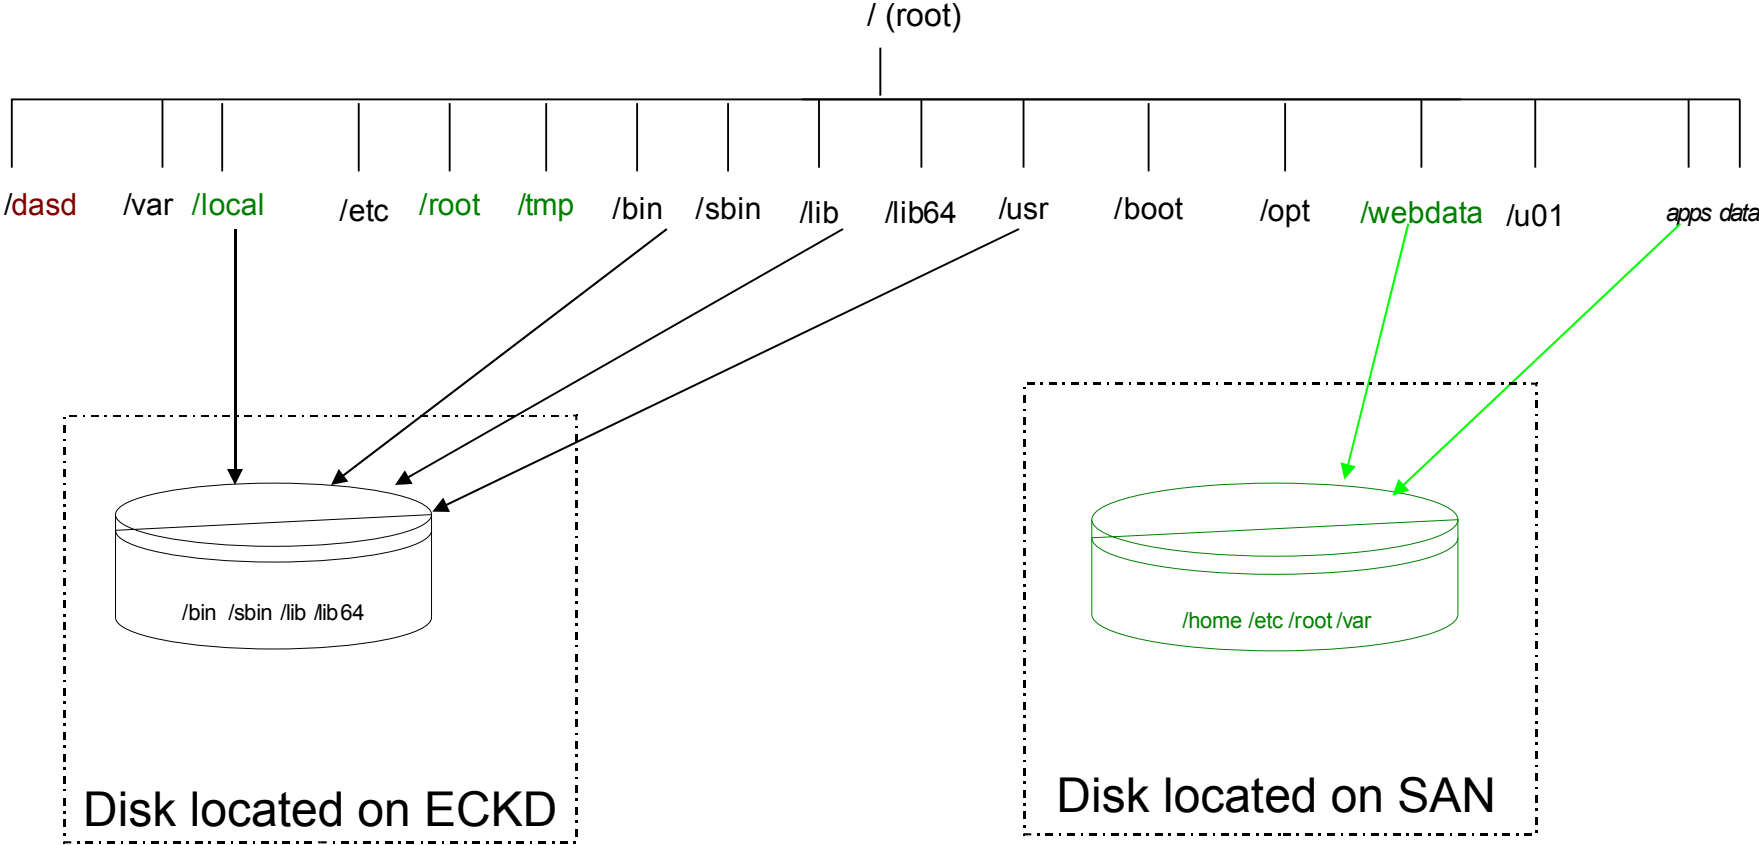 / (root)
/dasd /var /local /etc /root /tmp /bin /sbin /lib /lib64 /usr /boot /opt /webdata /u01 apps data
/bin /sbin /lib /lib64
/home /etc /root /var
Disk located on ECKD
Disk located on SAN